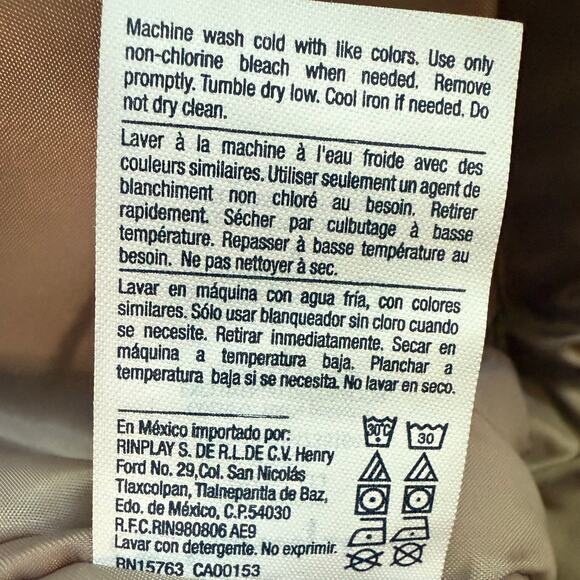 Machine wash cold with like colors. Use only
non-chlorine bleach when needed. Remove
promptly. Tumble dry low. Cool iron if needed. Do
not dry clean.
Laver à la machine à l'eau froide avec des
couleurs similaires. Utiliser seulement un agent de
blanchiment non chloré au besoin. Retirer
rapidement. Sécher par culbutage à basse
température. Repasser à basse température au
besoin. Ne pas nettoyer à sec.
Lavar en máquina con agua fría, con colores
similares. Sólo usar blanqueador sin cloro cuando
se necesite. Retirar inmediatamente. Secar en
máquina a temperatura baja. Planchar a
temperatura baja si se necesita. No lavar en seco.
En México importado por:
RINPLAY S. DE R.L.DE C.V. Henry
Ford No. 29,Col. San Nicolás
Tlaxcolpan, Tlalnepantla de Baz,
Edo. de México, C.P.54030
R.F.C.RIN980806 AE9
Lavar con detergente. No exprimir.
RN15763 CA00153
30°C
30